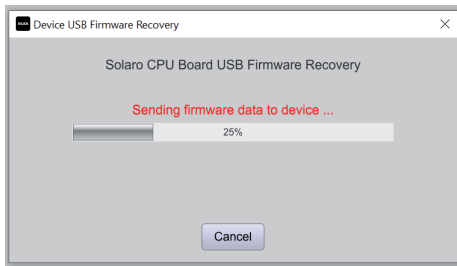 Device USB Firmware Recovery
Solaro CPU Board USB Firmware Recovery
Sending firmware data to device ...
25%
Cancel